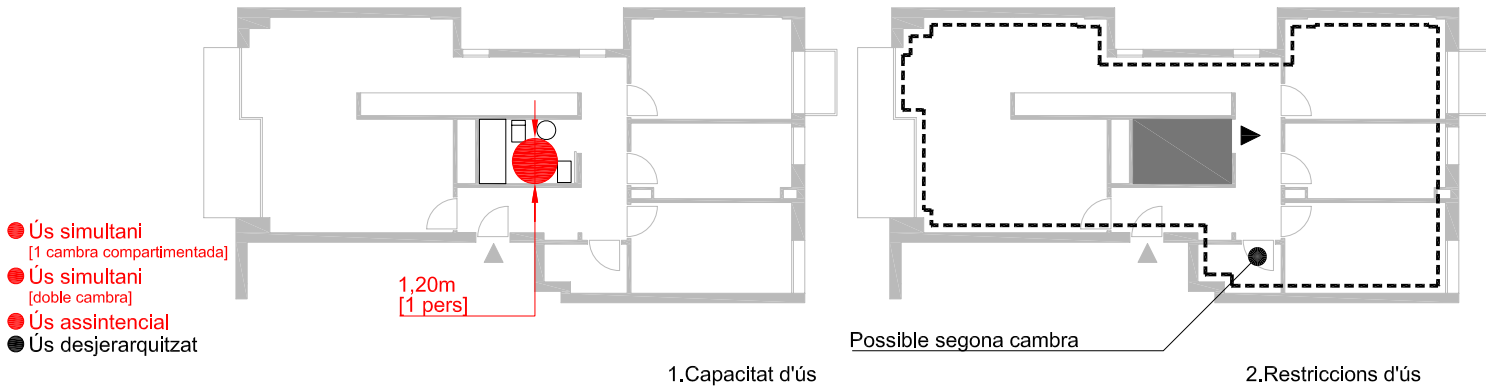 Ús simultani
[1 cambra compartimentada]
Ús simultani
[doble cambra]
Ús assintencial
Ús desjerarquitzat
1,20m
[1 pers]
1.Capacitat d'ús
Possible segona cambra
2.Restriccions d'ús